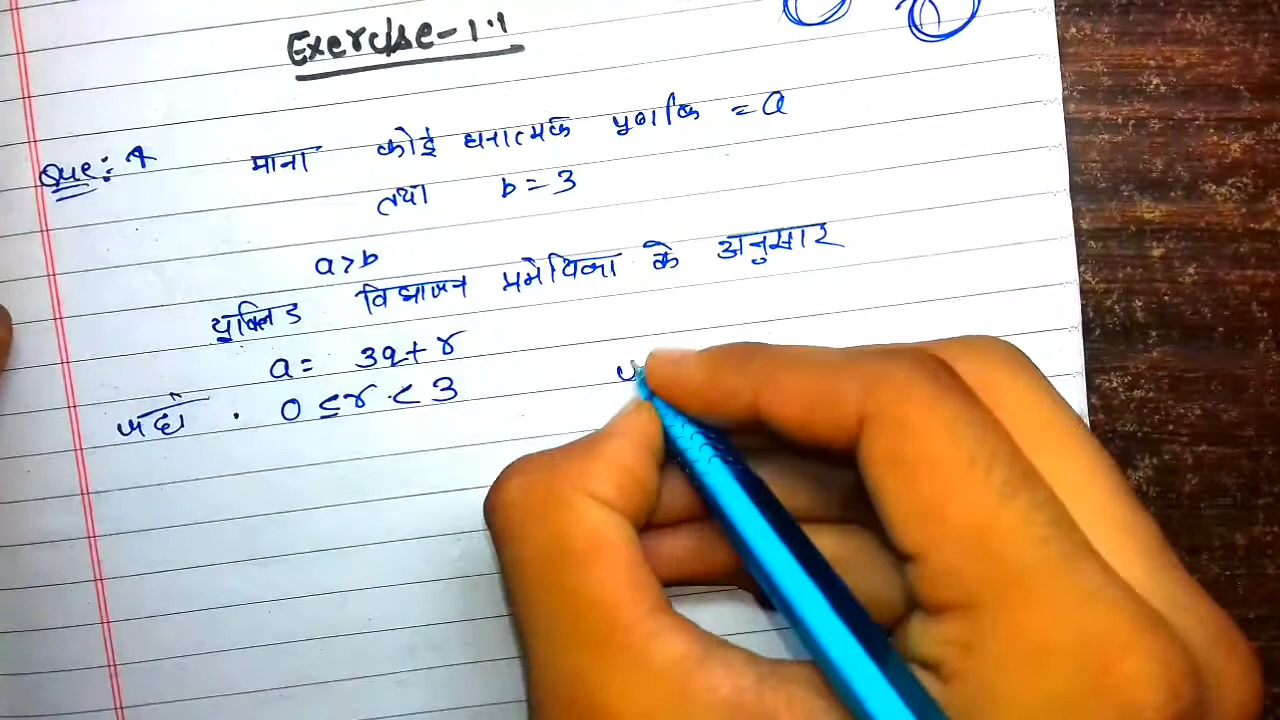 Exercise-1.1
Que: 4 माना कोई धनात्मक पूर्णांक = a
तथा b = 3
a > b
युक्लिड विभाजन प्रमेयिका के अनुसार
a = 3q + r
जहाँ · 0 ≤ r < 3